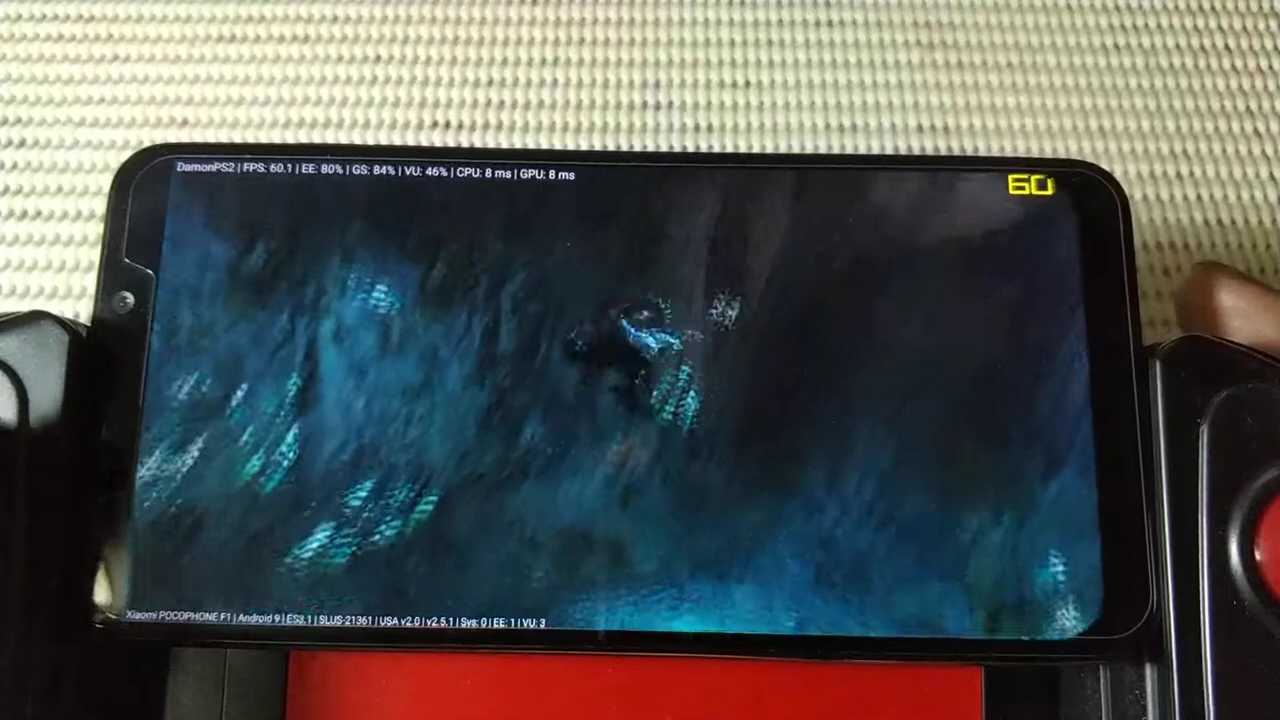 DamonPS2 | FPS: 60.1 | EE: 80% | GS: 84% | VU: 46% | CPU: 8 ms | GPU: 8 ms
60
Xiaomi POCOPHONE F1 | Android 9 | ES3.1 | SLUS-21361 | USA v2.0 | v2.5.1 | Sys: 0 | EE: 1 | VU: 3